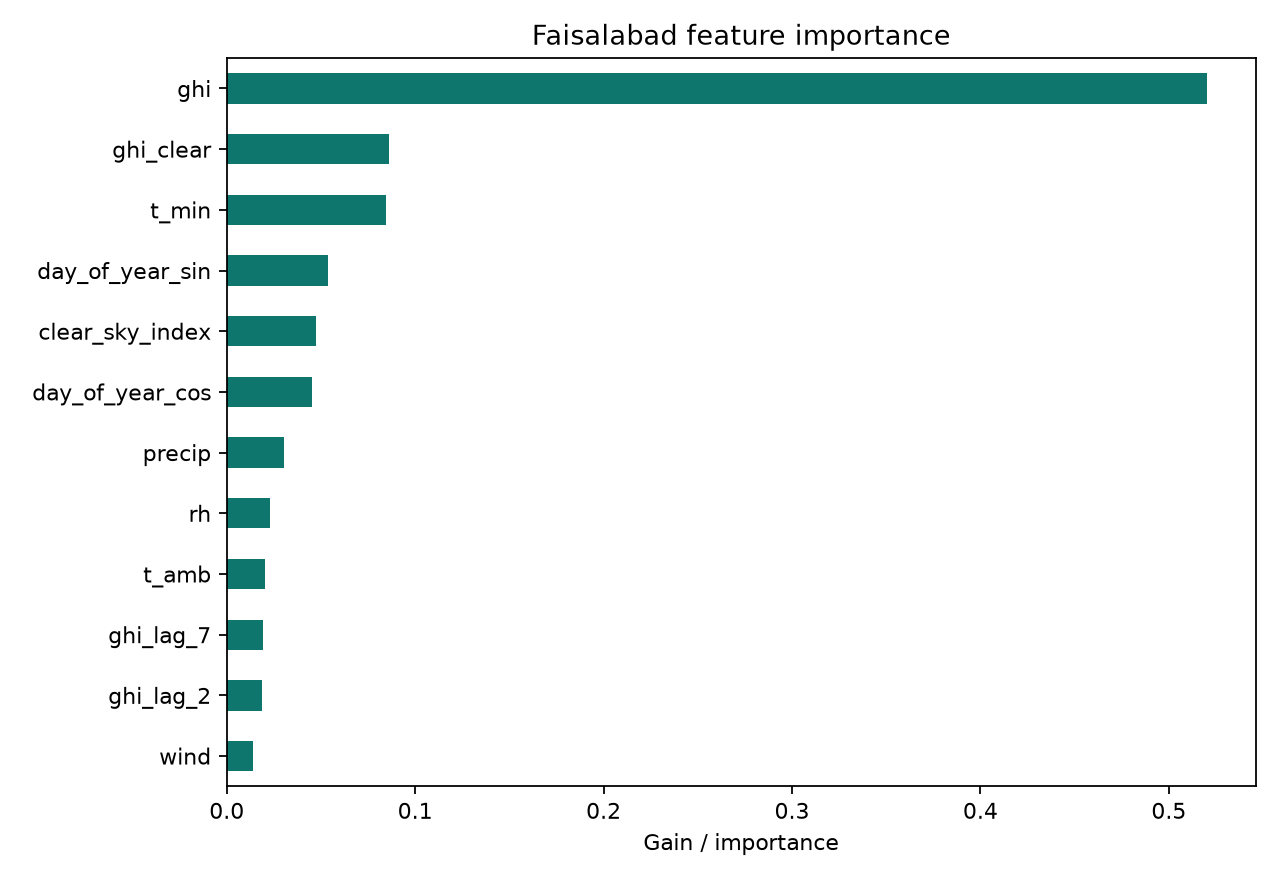 Faisalabad feature importance
ghi
ghi_clear
t_min
day_of_year_sin
clear_sky_index
day_of_year_cos
precip
rh
t_amb
ghi_lag_7
ghi_lag_2
wind
0.0 0.1 0.2 0.3 0.4 0.5
Gain / importance